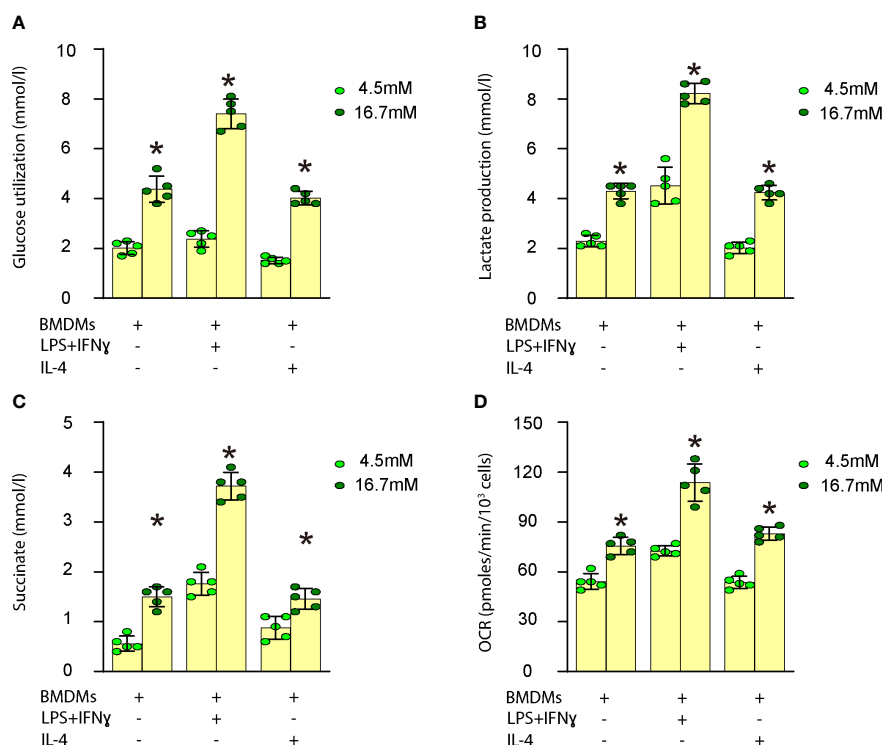 A
Glucose utilization (mmol/l)
10
8
6
4
2
0
* * *
4.5mM
16.7mM
BMDMs + + +
LPS+IFNɣ - + -
IL-4 - - +
B
Lactate production (mmol/l)
10
8
6
4
2
0
* * *
4.5mM
16.7mM
BMDMs + + +
LPS+IFNɣ - + -
IL-4 - - +
C
Succinate (mmol/l)
5
4
3
2
1
0
* * *
4.5mM
16.7mM
BMDMs + + +
LPS+IFNɣ - + -
IL-4 - - +
D
OCR (pmoles/min/10³ cells)
150
120
90
60
30
0
* * *
4.5mM
16.7mM
BMDMs + + +
LPS+IFNɣ - + -
IL-4 - - +